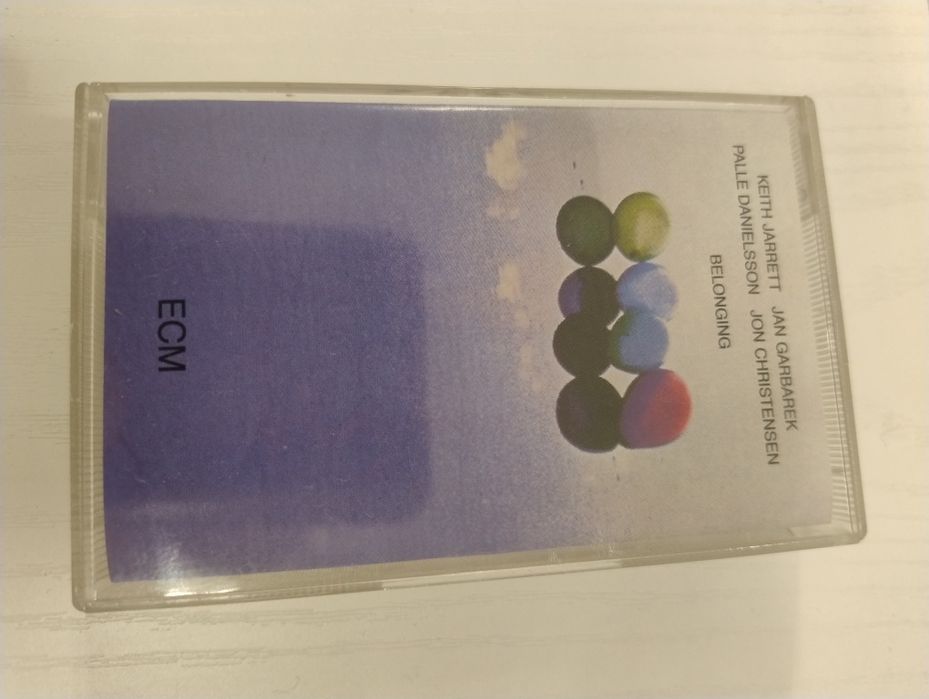 KEITH JARRETT JAN GARBAREK
PALLE DANIELSSON JON CHRISTENSEN
BELONGING
ECM